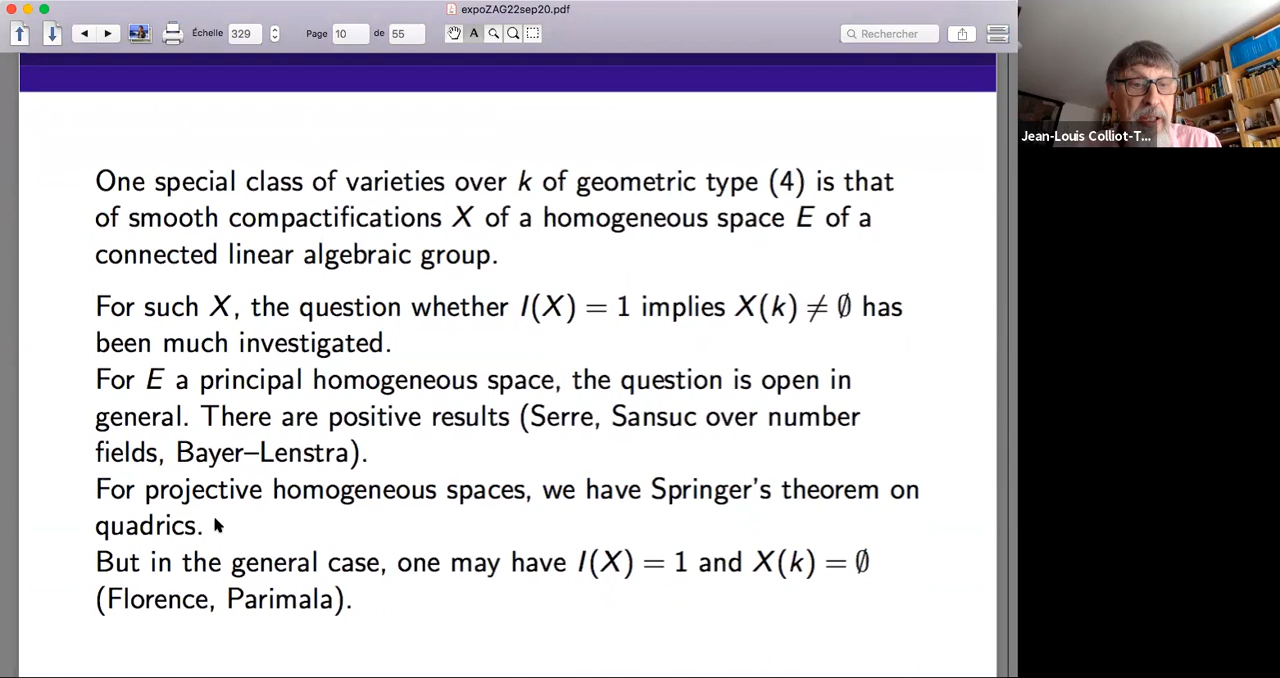 expoZAG22sep20.pdf
Échelle 329 Page 10 de 55 A Rechercher
One special class of varieties over k of geometric type (4) is that
of smooth compactifications X of a homogeneous space E of a
connected linear algebraic group.
For such X, the question whether I(X) = 1 implies X(k) ≠ ∅ has
been much investigated.
For E a principal homogeneous space, the question is open in
general. There are positive results (Serre, Sansuc over number
fields, Bayer–Lenstra).
For projective homogeneous spaces, we have Springer's theorem on
quadrics.
But in the general case, one may have I(X) = 1 and X(k) = ∅
(Florence, Parimala).
Jean-Louis Colliot-T...